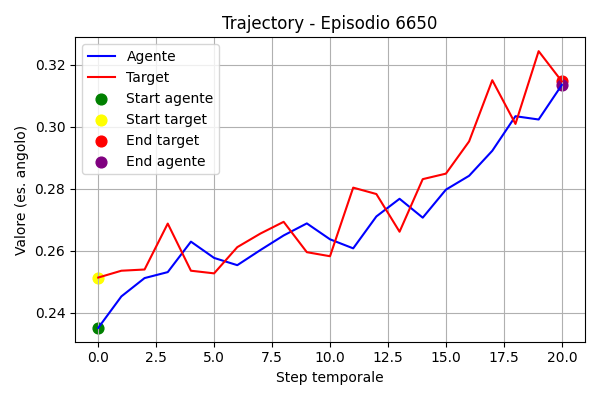 Trajectory - Episodio 6650
Agente
Target
Start agente
Start target
End target
End agente
Valore (es. angolo)
0.32
0.30
0.28
0.26
0.24
0.0 2.5 5.0 7.5 10.0 12.5 15.0 17.5 20.0
Step temporale